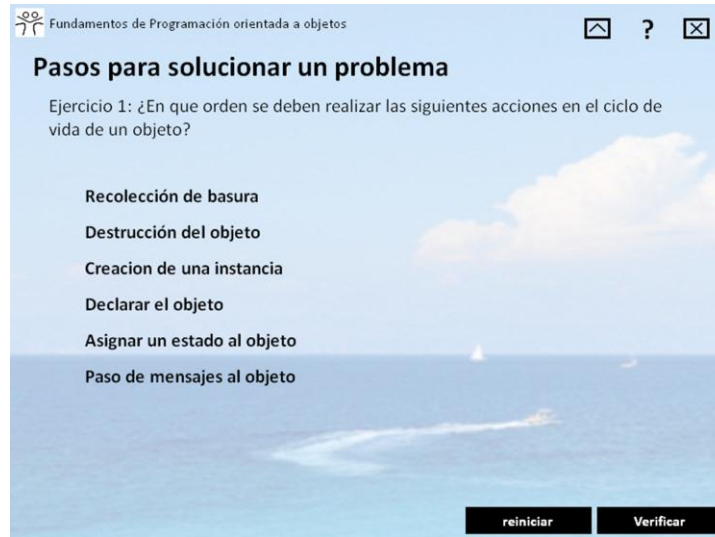 Fundamentos de Programación orientada a objetos
?
Pasos para solucionar un problema
Ejercicio 1: ¿En que orden se deben realizar las siguientes acciones en el ciclo de
vida de un objeto?
Recolección de basura
Destrucción del objeto
Creacion de una instancia
Declarar el objeto
Asignar un estado al objeto
Paso de mensajes al objeto
reiniciar
Verificar